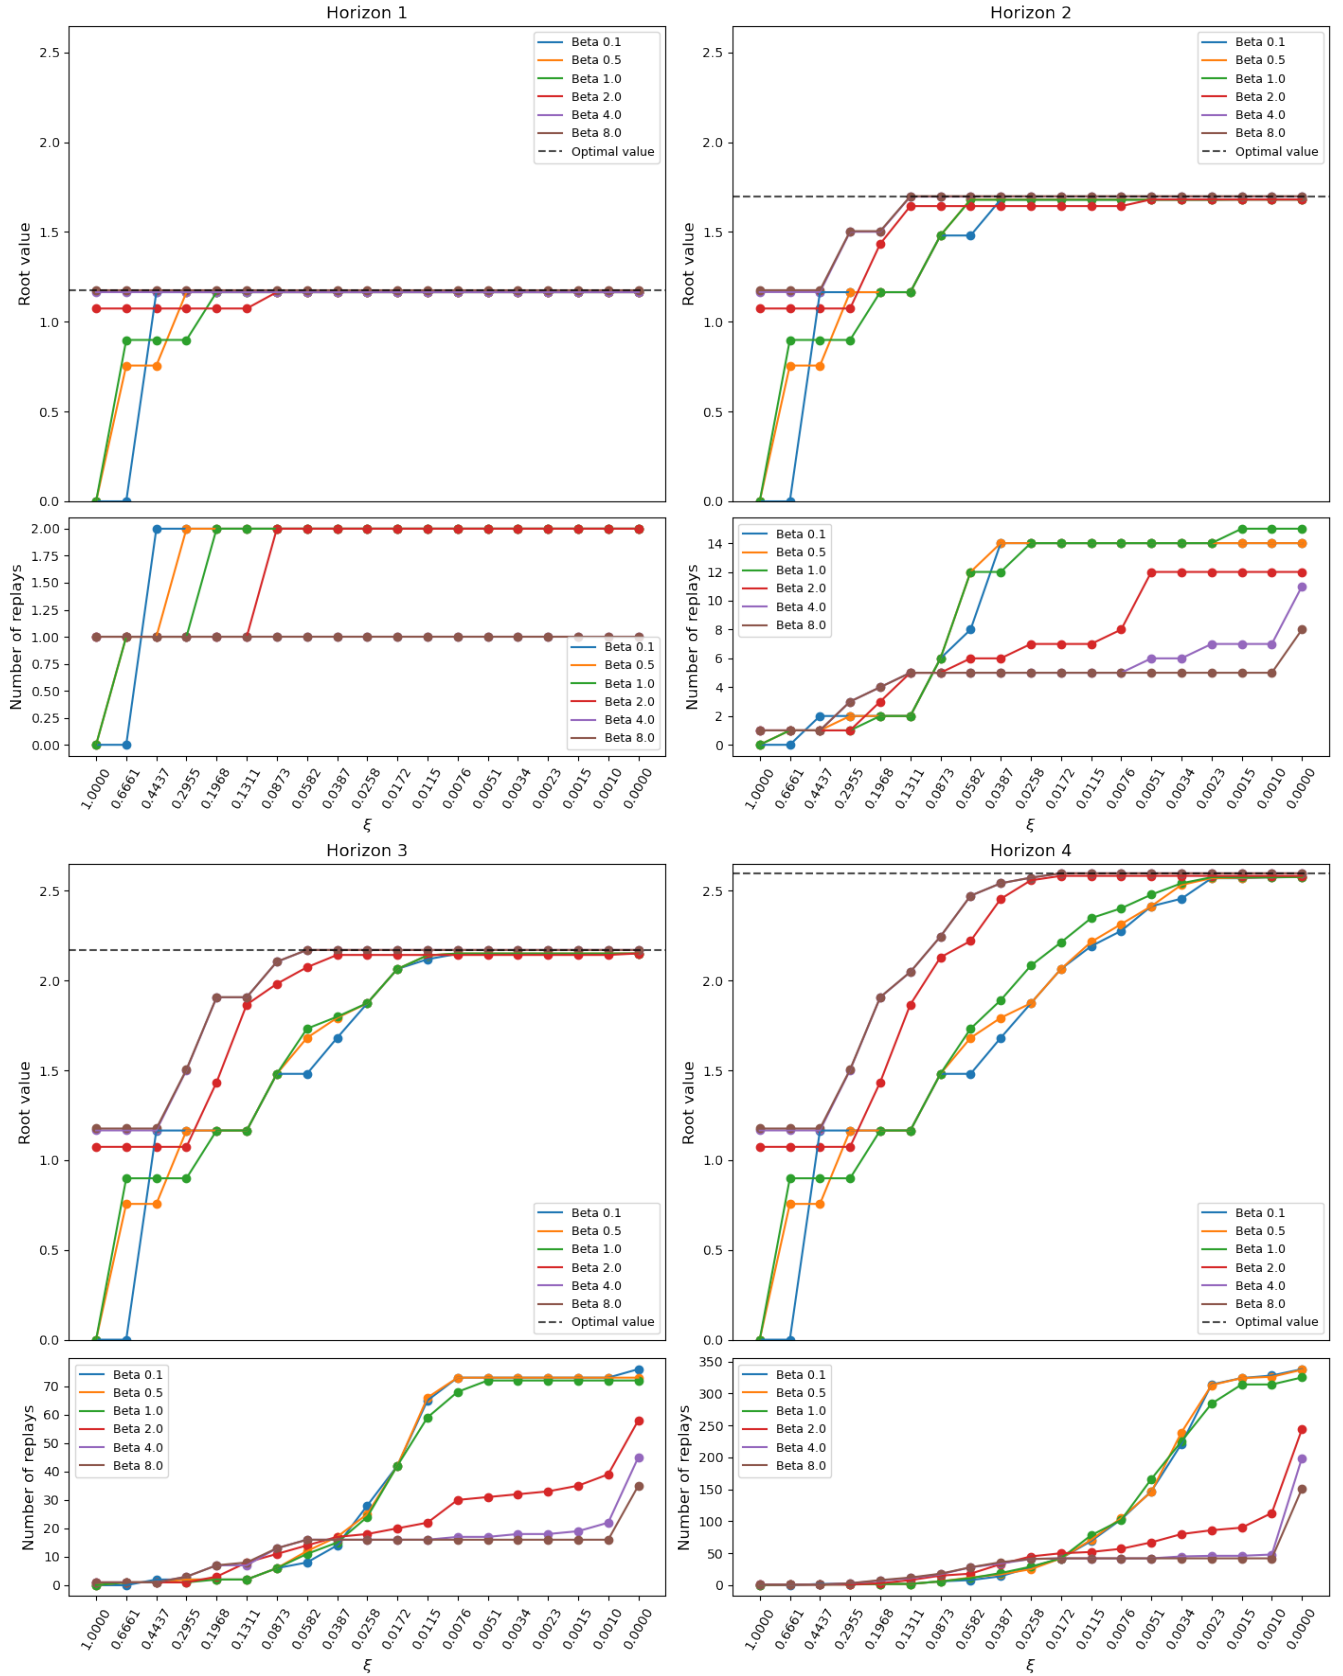 Horizon 1
Root value
2.5
2.0
1.5
1.0
0.5
0.0
Beta 0.1
Beta 0.5
Beta 1.0
Beta 2.0
Beta 4.0
Beta 8.0
Optimal value
Number of replays
2.00
1.75
1.50
1.25
1.00
0.75
0.50
0.25
0.00
Beta 0.1
Beta 0.5
Beta 1.0
Beta 2.0
Beta 4.0
Beta 8.0
1.0000
0.6661
0.4437
0.2955
0.1968
0.1311
0.0873
0.0582
0.0387
0.0258
0.0172
0.0115
0.0076
0.0051
0.0034
0.0023
0.0015
0.0010
0.0000
ξ
Horizon 2
Root value
2.5
2.0
1.5
1.0
0.5
0.0
Beta 0.1
Beta 0.5
Beta 1.0
Beta 2.0
Beta 4.0
Beta 8.0
Optimal value
Number of replays
14
12
10
8
6
4
2
0
Beta 0.1
Beta 0.5
Beta 1.0
Beta 2.0
Beta 4.0
Beta 8.0
1.0000
0.6661
0.4437
0.2955
0.1968
0.1311
0.0873
0.0582
0.0387
0.0258
0.0172
0.0115
0.0076
0.0051
0.0034
0.0023
0.0015
0.0010
0.0000
ξ
Horizon 3
Root value
2.5
2.0
1.5
1.0
0.5
0.0
Beta 0.1
Beta 0.5
Beta 1.0
Beta 2.0
Beta 4.0
Beta 8.0
Optimal value
Number of replays
70
60
50
40
30
20
10
0
Beta 0.1
Beta 0.5
Beta 1.0
Beta 2.0
Beta 4.0
Beta 8.0
1.0000
0.6661
0.4437
0.2955
0.1968
0.1311
0.0873
0.0582
0.0387
0.0258
0.0172
0.0115
0.0076
0.0051
0.0034
0.0023
0.0015
0.0010
0.0000
ξ
Horizon 4
Root value
2.5
2.0
1.5
1.0
0.5
0.0
Beta 0.1
Beta 0.5
Beta 1.0
Beta 2.0
Beta 4.0
Beta 8.0
Optimal value
Number of replays
350
300
250
200
150
100
50
0
Beta 0.1
Beta 0.5
Beta 1.0
Beta 2.0
Beta 4.0
Beta 8.0
1.0000
0.6661
0.4437
0.2955
0.1968
0.1311
0.0873
0.0582
0.0387
0.0258
0.0172
0.0115
0.0076
0.0051
0.0034
0.0023
0.0015
0.0010
0.0000
ξ